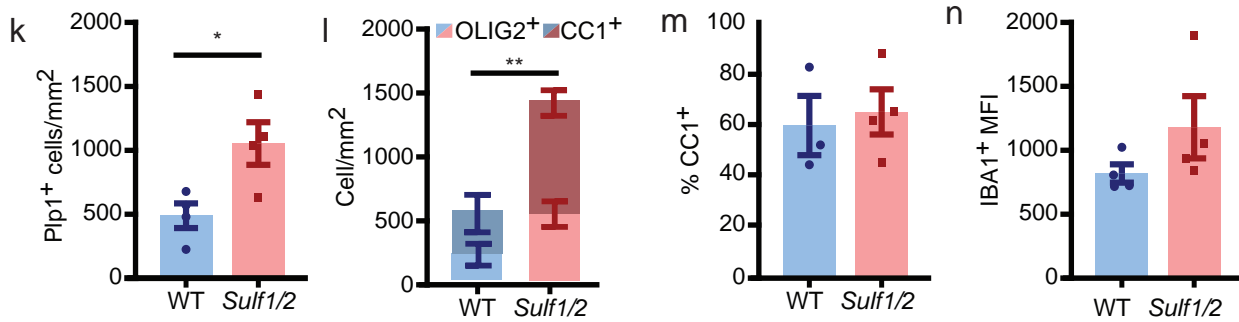 k
Plp1+ cells/mm2
2000
1500
1000
500
0
*
WT Sulf1/2
l
OLIG2+ CC1+
Cell/mm2
2000
1500
1000
500
0
**
WT Sulf1/2
m
% CC1+
100
80
60
40
20
0
WT Sulf1/2
n
IBA1+ MFI
2000
1500
1000
500
0
WT Sulf1/2